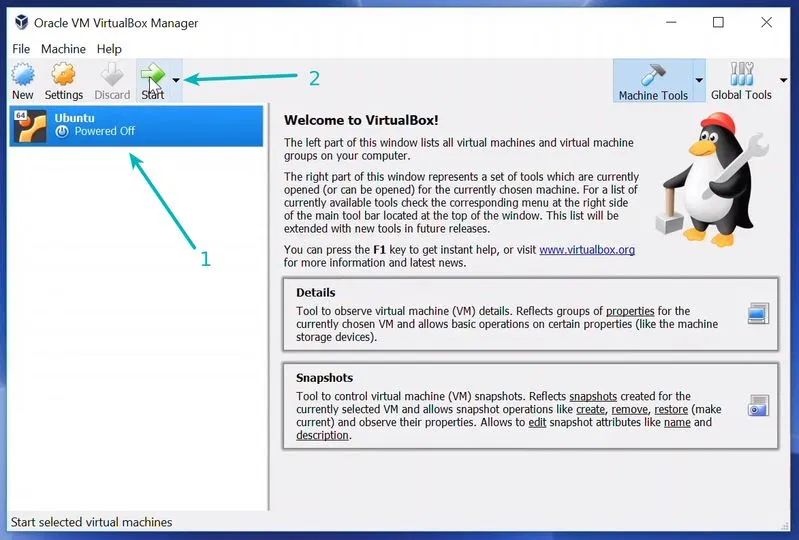 Oracle VM VirtualBox Manager
File Machine Help
New Settings Discard Start
2
Machine Tools Global Tools
64
Ubuntu
Powered Off
1
Welcome to VirtualBox!
The left part of this window lists all virtual machines and virtual machine
groups on your computer.
The right part of this window represents a set of tools which are currently
opened (or can be opened) for the currently chosen machine. For a list of
currently available tools check the corresponding menu at the right side
of the main tool bar located at the top of the window. This list will be
extended with new tools in future releases.
You can press the F1 key to get instant help, or visit www.virtualbox.org
for more information and latest news.
Details
Tool to observe virtual machine (VM) details. Reflects groups of properties for the
currently chosen VM and allows basic operations on certain properties (like the machine
storage devices).
Snapshots
Tool to control virtual machine (VM) snapshots. Reflects snapshots created for the
currently selected VM and allows snapshot operations like create, remove, restore (make
current) and observe their properties. Allows to edit snapshot attributes like name and
description.
Start selected virtual machines